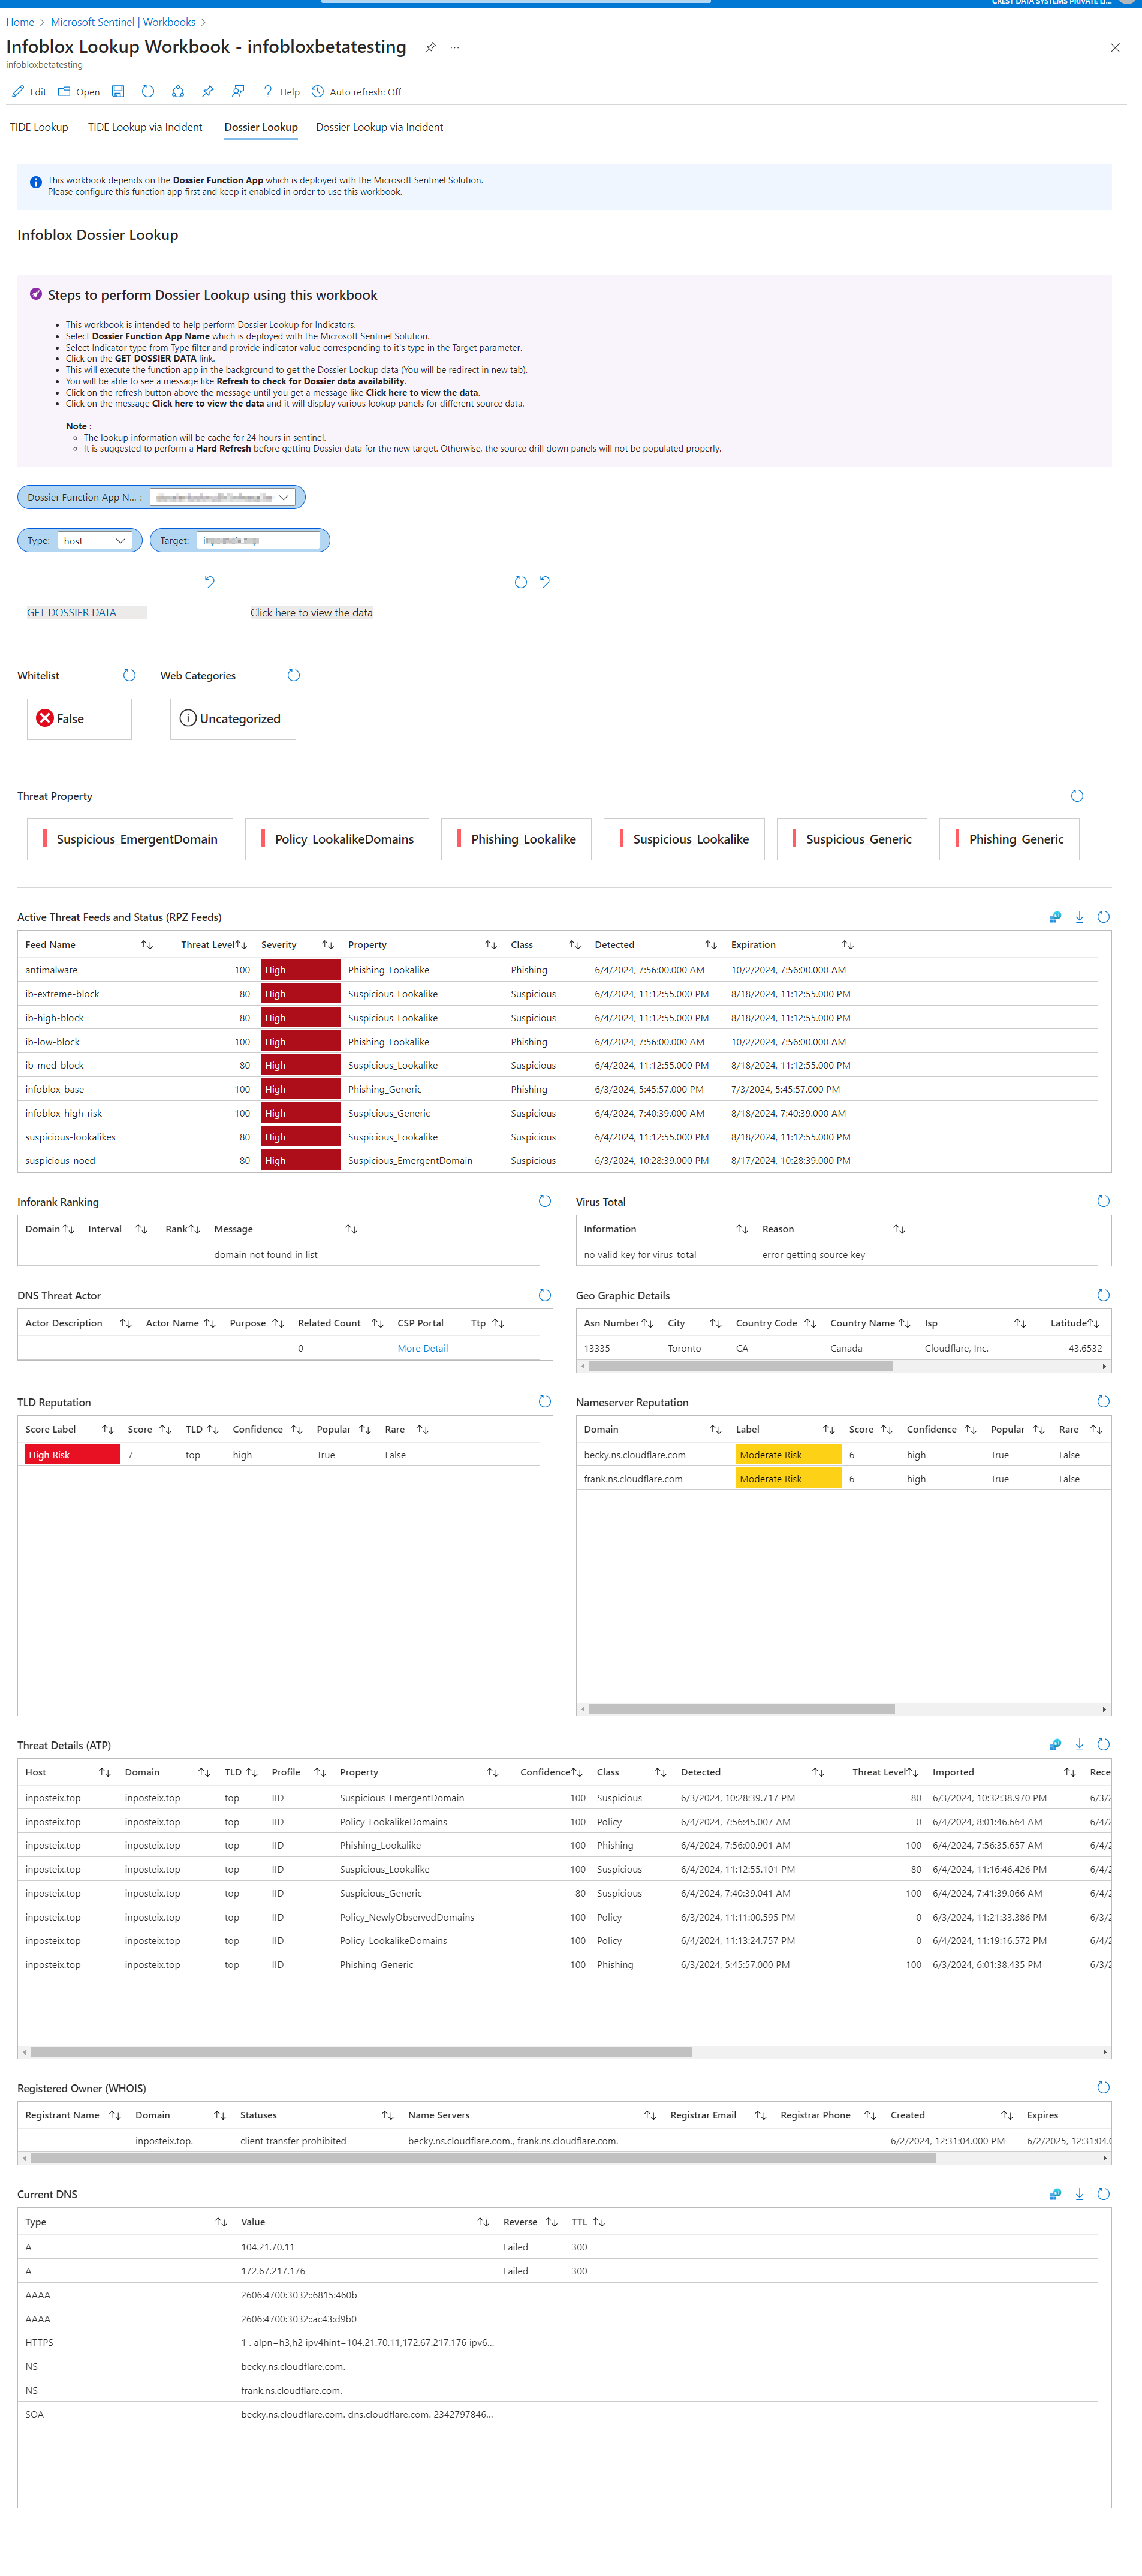 CREST DATA SYSTEMS PRIVATE LI...
Home > Microsoft Sentinel | Workbooks >
Infoblox Lookup Workbook - infobloxbetatesting ...
infobloxbetatesting
Edit Open Help Auto refresh: Off
TIDE Lookup TIDE Lookup via Incident Dossier Lookup Dossier Lookup via Incident
This workbook depends on the Dossier Function App which is deployed with the Microsoft Sentinel Solution.
Please configure this function app first and keep it enabled in order to use this workbook.
Infoblox Dossier Lookup
Steps to perform Dossier Lookup using this workbook
• This workbook is intended to help perform Dossier Lookup for Indicators.
• Select Dossier Function App Name which is deployed with the Microsoft Sentinel Solution.
• Select Indicator type from Type filter and provide indicator value corresponding to it's type in the Target parameter.
• Click on the GET DOSSIER DATA link.
• This will execute the function app in the background to get the Dossier Lookup data (You will be redirect in new tab).
• You will be able to see a message like Refresh to check for Dossier data availability.
• Click on the refresh button above the message until you get a message like Click here to view the data.
• Click on the message Click here to view the data and it will display various lookup panels for different source data.
Note :
○ The lookup information will be cache for 24 hours in sentinel.
○ It is suggested to perform a Hard Refresh before getting Dossier data for the new target. Otherwise, the source drill down panels will not be populated properly.
Dossier Function App N... :
Type: host Target:
GET DOSSIER DATA Click here to view the data
Whitelist Web Categories
False Uncategorized
Threat Property
Suspicious_EmergentDomain Policy_LookalikeDomains Phishing_Lookalike Suspicious_Lookalike Suspicious_Generic Phishing_Generic
Active Threat Feeds and Status (RPZ Feeds)
Feed Name Threat Level Severity Property Class Detected Expiration
antimalware 100 High Phishing_Lookalike Phishing 6/4/2024, 7:56:00.000 AM 10/2/2024, 7:56:00.000 AM
ib-extreme-block 80 High Suspicious_Lookalike Suspicious 6/4/2024, 11:12:55.000 PM 8/18/2024, 11:12:55.000 PM
ib-high-block 80 High Suspicious_Lookalike Suspicious 6/4/2024, 11:12:55.000 PM 8/18/2024, 11:12:55.000 PM
ib-low-block 100 High Phishing_Lookalike Phishing 6/4/2024, 7:56:00.000 AM 10/2/2024, 7:56:00.000 AM
ib-med-block 80 High Suspicious_Lookalike Suspicious 6/4/2024, 11:12:55.000 PM 8/18/2024, 11:12:55.000 PM
infoblox-base 100 High Phishing_Generic Phishing 6/3/2024, 5:45:57.000 PM 7/3/2024, 5:45:57.000 PM
infoblox-high-risk 100 High Suspicious_Generic Suspicious 6/4/2024, 7:40:39.000 AM 8/18/2024, 7:40:39.000 AM
suspicious-lookalikes 80 High Suspicious_Lookalike Suspicious 6/4/2024, 11:12:55.000 PM 8/18/2024, 11:12:55.000 PM
suspicious-noed 80 High Suspicious_EmergentDomain Suspicious 6/3/2024, 10:28:39.000 PM 8/17/2024, 10:28:39.000 PM
Inforank Ranking Virus Total
Domain Interval Rank Message Information Reason
domain not found in list no valid key for virus_total error getting source key
DNS Threat Actor Geo Graphic Details
Actor Description Actor Name Purpose Related Count CSP Portal Ttp Asn Number City Country Code Country Name Isp Latitude
0 More Detail 13335 Toronto CA Canada Cloudflare, Inc. 43.6532
TLD Reputation Nameserver Reputation
Score Label Score TLD Confidence Popular Rare Domain Label Score Confidence Popular Rare
High Risk 7 top high True False becky.ns.cloudflare.com Moderate Risk 6 high True False
frank.ns.cloudflare.com Moderate Risk 6 high True False
Threat Details (ATP)
Host Domain TLD Profile Property Confidence Class Detected Threat Level Imported Rece
inposteix.top inposteix.top top IID Suspicious_EmergentDomain 100 Suspicious 6/3/2024, 10:28:39.717 PM 80 6/3/2024, 10:32:38.970 PM 6/3/2
inposteix.top inposteix.top top IID Policy_LookalikeDomains 100 Policy 6/4/2024, 7:56:45.007 AM 0 6/4/2024, 8:01:46.664 AM 6/4/2
inposteix.top inposteix.top top IID Phishing_Lookalike 100 Phishing 6/4/2024, 7:56:00.901 AM 100 6/4/2024, 7:56:35.657 AM 6/4/2
inposteix.top inposteix.top top IID Suspicious_Lookalike 100 Suspicious 6/4/2024, 11:12:55.101 PM 80 6/4/2024, 11:16:46.426 PM 6/4/2
inposteix.top inposteix.top top IID Suspicious_Generic 80 Suspicious 6/4/2024, 7:40:39.041 AM 100 6/4/2024, 7:41:39.066 AM 6/4/2
inposteix.top inposteix.top top IID Policy_NewlyObservedDomains 100 Policy 6/3/2024, 11:11:00.595 PM 0 6/3/2024, 11:21:33.386 PM 6/3/2
inposteix.top inposteix.top top IID Policy_LookalikeDomains 100 Policy 6/4/2024, 11:13:24.757 PM 0 6/4/2024, 11:19:16.572 PM 6/4/2
inposteix.top inposteix.top top IID Phishing_Generic 100 Phishing 6/3/2024, 5:45:57.000 PM 100 6/3/2024, 6:01:38.435 PM 6/3/2
Registered Owner (WHOIS)
Registrant Name Domain Statuses Name Servers Registrar Email Registrar Phone Created Expires
inposteix.top. client transfer prohibited becky.ns.cloudflare.com., frank.ns.cloudflare.com. 6/2/2024, 12:31:04.000 PM 6/2/2025, 12:31:04.0
Current DNS
Type Value Reverse TTL
A 104.21.70.11 Failed 300
A 172.67.217.176 Failed 300
AAAA 2606:4700:3032::6815:460b
AAAA 2606:4700:3032::ac43:d9b0
HTTPS 1 . alpn=h3,h2 ipv4hint=104.21.70.11,172.67.217.176 ipv6...
NS becky.ns.cloudflare.com.
NS frank.ns.cloudflare.com.
SOA becky.ns.cloudflare.com. dns.cloudflare.com. 2342797846...